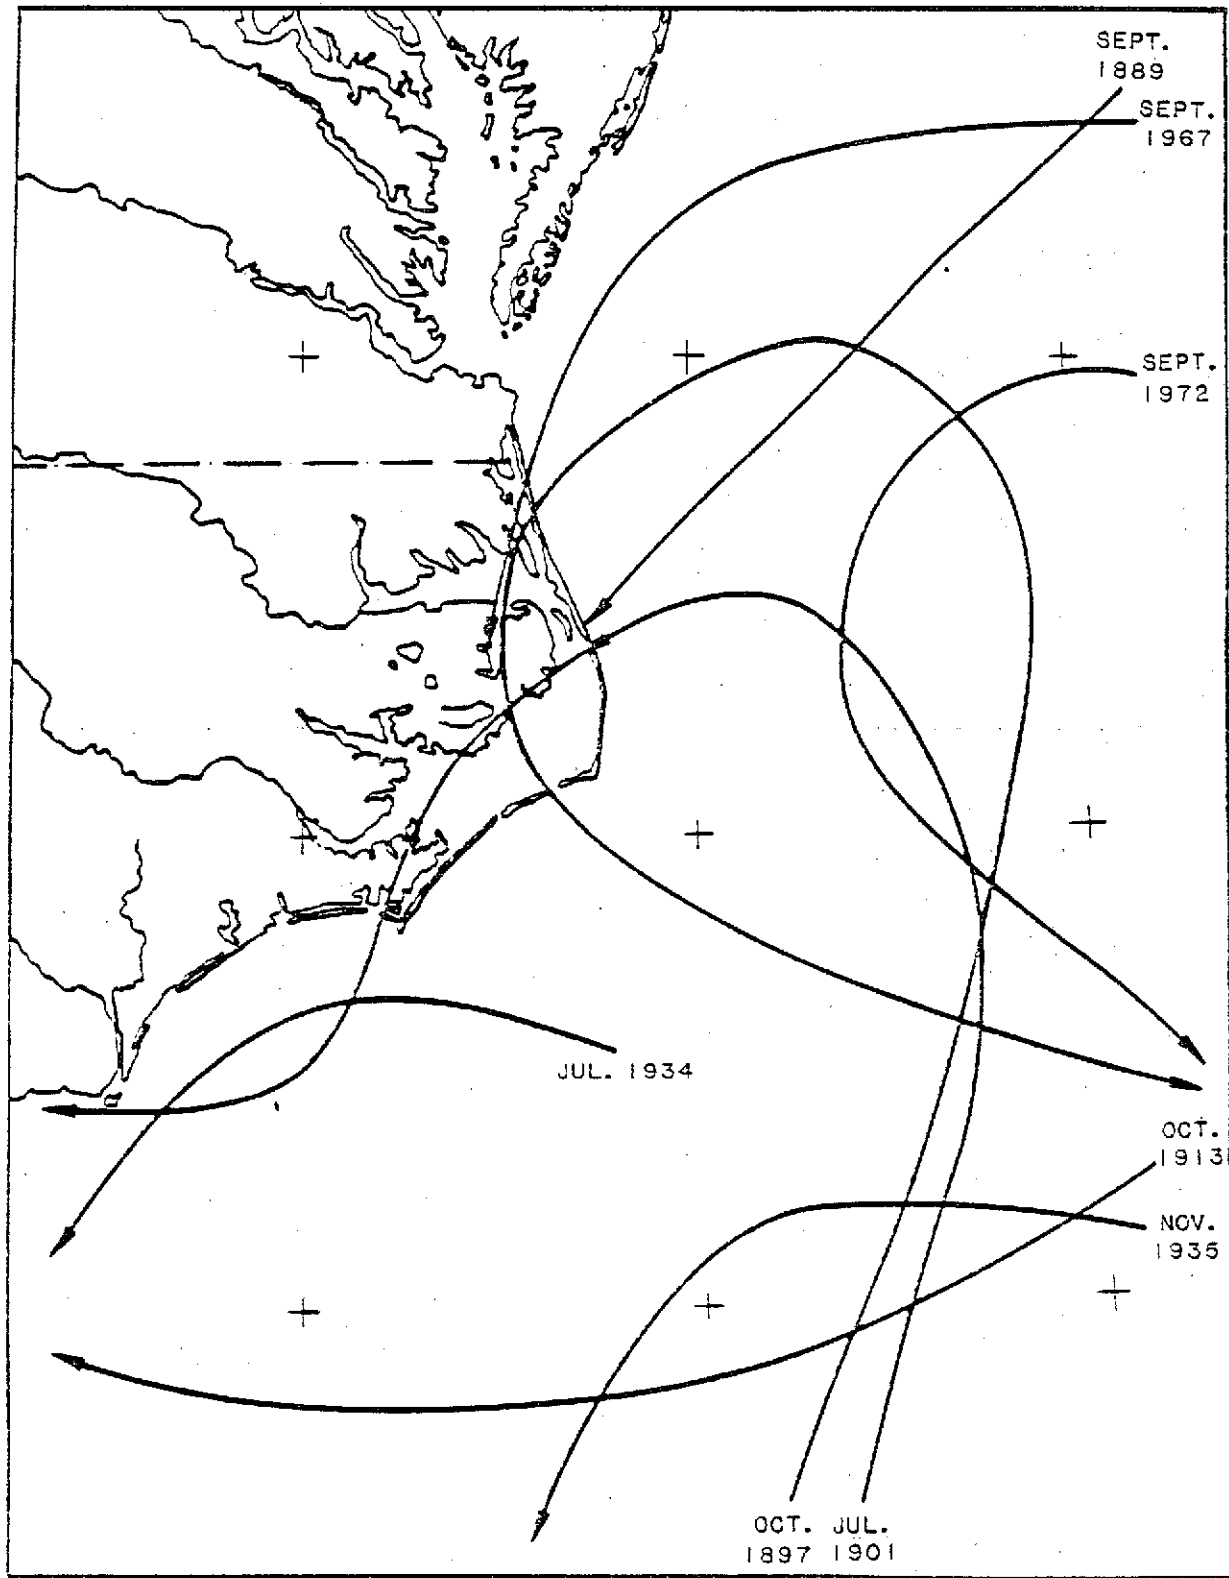 SEPT.
1889
SEPT.
1967
SEPT.
1972
JUL. 1934
OCT.
1913
NOV.
1935
OCT. JUL.
1897 1901